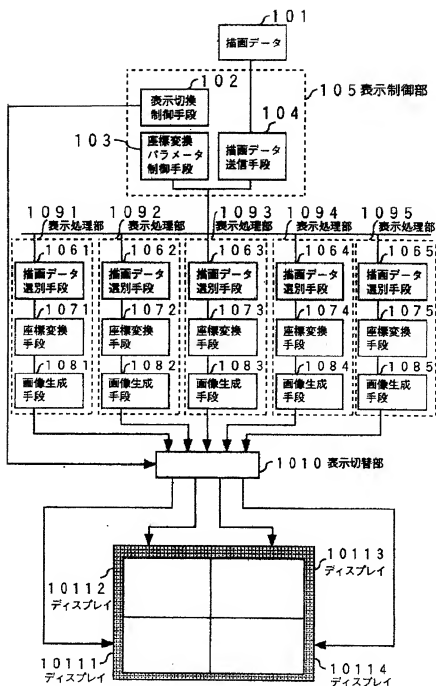 101
描画データ
102
表示切換
制御手段
104
105 表示制御部
103
座標変換
パラメータ
制御手段
描画データ
送信手段
1091 1092 1093 1094 1095
表示処理部 表示処理部 表示処理部 表示処理部 表示処理部
1061 1062 1063 1064 1065
描画データ 描画データ 描画データ 描画データ 描画データ
選別手段 選別手段 選別手段 選別手段 選別手段
1071 1072 1073 1074 1075
座標変換 座標変換 座標変換 座標変換 座標変換
手段 手段 手段 手段 手段
1081 1082 1083 1084 1085
画像生成 画像生成 画像生成 画像生成 画像生成
手段 手段 手段 手段 手段
1010 表示切替部
10112
ディスプレイ
10113
ディスプレイ
10111
ディスプレイ
10114
ディスプレイ